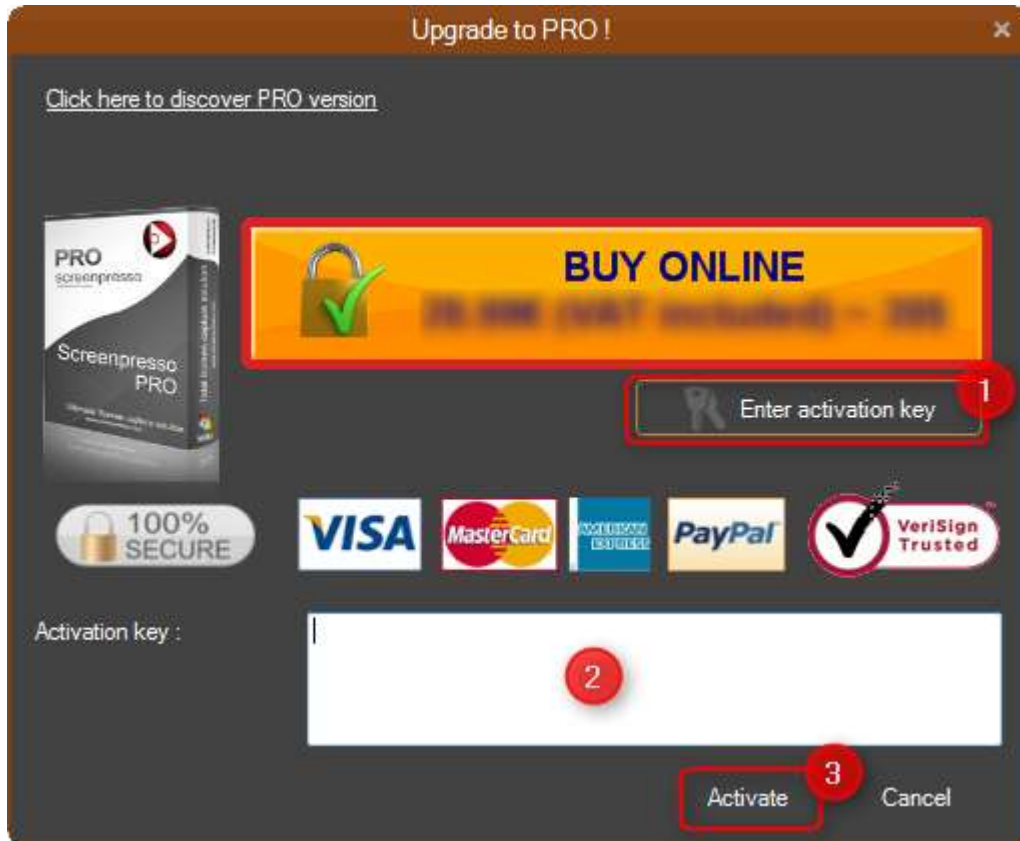 Upgrade to PRO !
Click here to discover PRO version
PRO
screenpresso
Screenpresso
PRO
BUY ONLINE
1
Enter activation key
100%
SECURE
VISA
MasterCard
AMERICAN
EXPRESS
PayPal
VeriSign
Trusted
Activation key :
2
3
Activate
Cancel